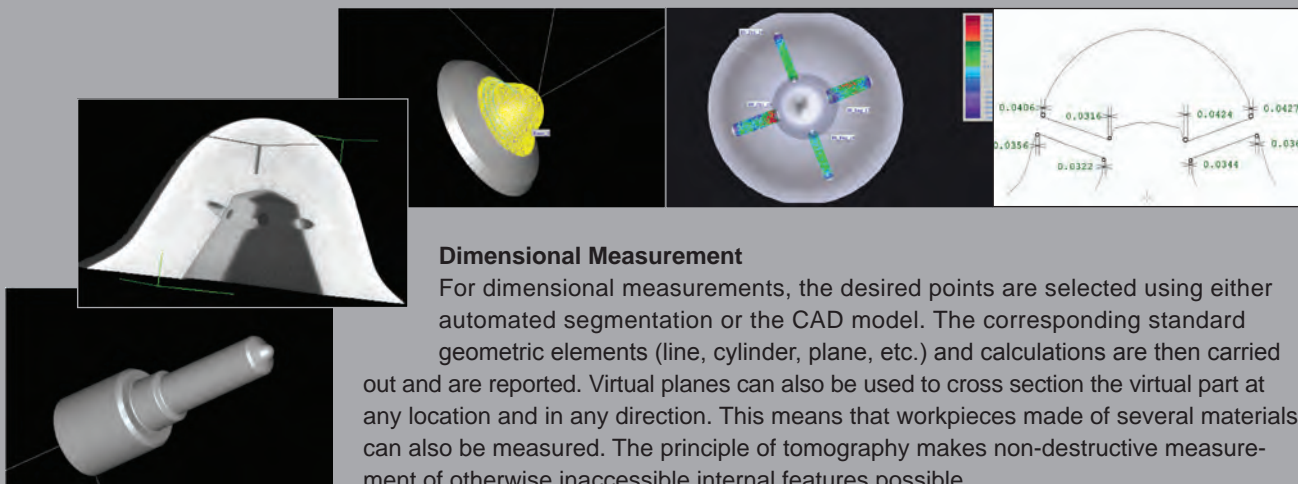 0.0406
0.0316
0.0424
0.0427
0.0356
0.0322
0.0344
Dimensional Measurement
For dimensional measurements, the desired points are selected using either
automated segmentation or the CAD model. The corresponding standard
geometric elements (line, cylinder, plane, etc.) and calculations are then carried
out and are reported. Virtual planes can also be used to cross section the virtual part at
any location and in any direction. This means that workpieces made of several materials
can also be measured. The principle of tomography makes non-destructive measure-
ment of otherwise inaccessible internal features possible.